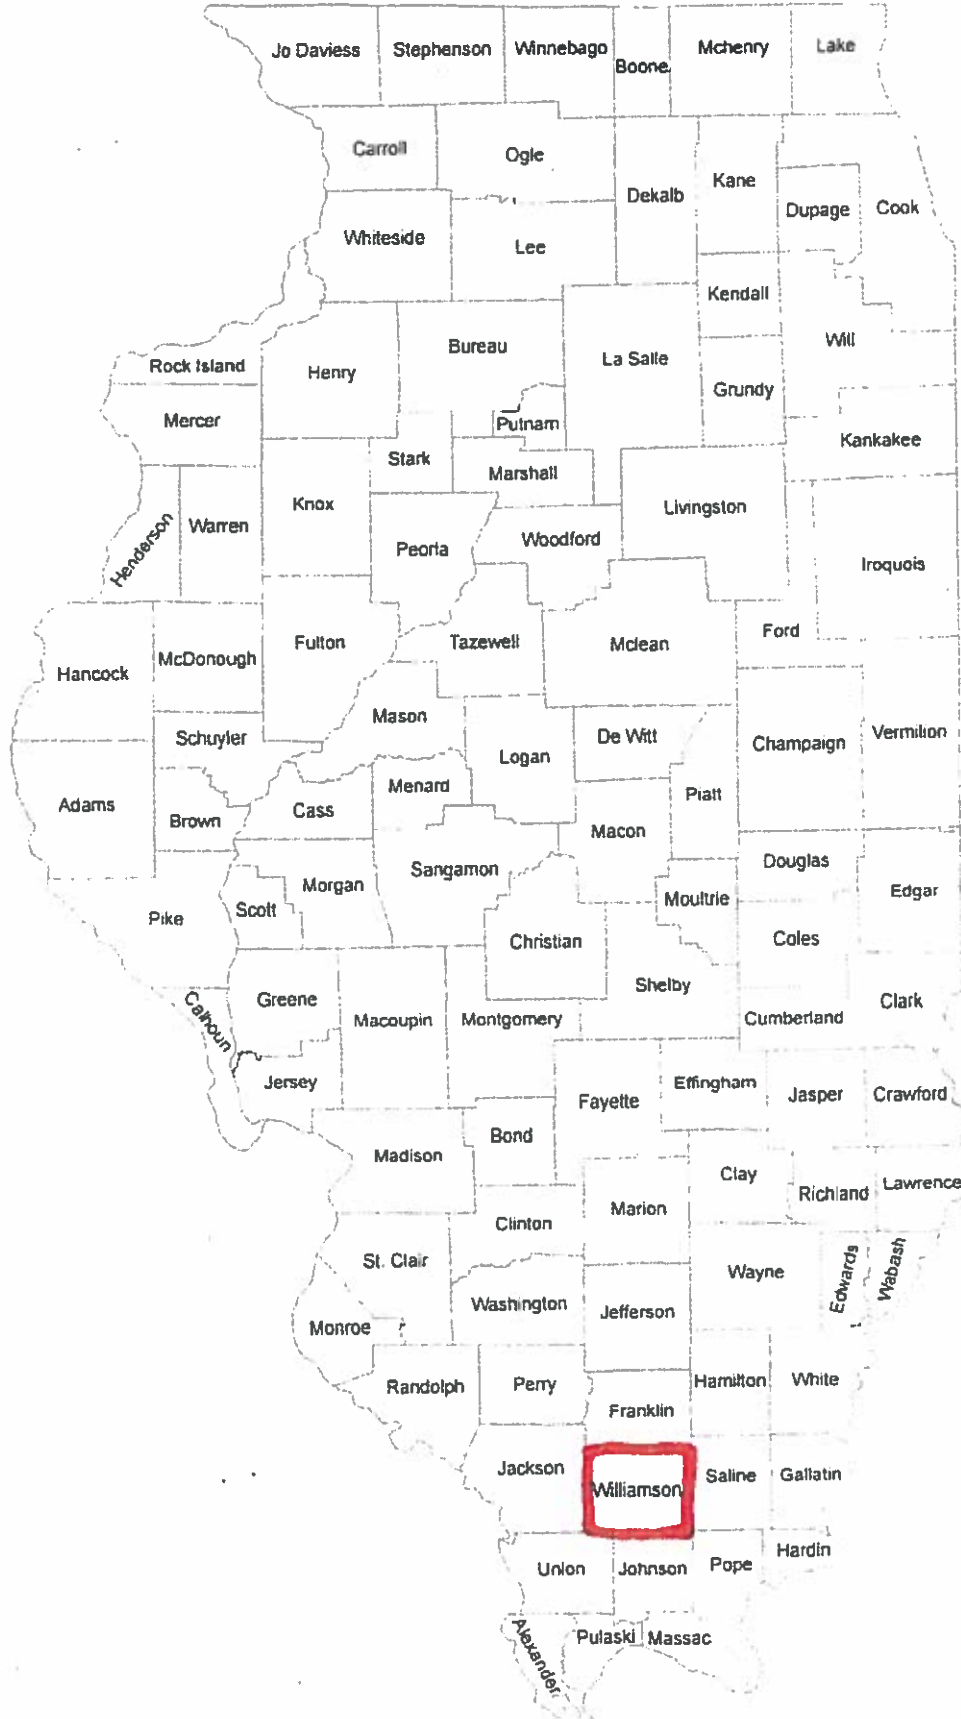 Jo Daviess
Stephenson
Winnebago
Boone
Mchenry
Lake
Carroll
Ogle
Dekalb
Kane
Dupage
Cook
Whiteside
Lee
Kendall
Will
Rock Island
Henry
Bureau
La Salle
Grundy
Mercer
Putnam
Kankakee
Stark
Marshall
Henderson
Warren
Knox
Peoria
Woodford
Livingston
Iroquois
Hancock
McDonough
Fulton
Tazewell
Mclean
Ford
Mason
Schuyler
Logan
De Witt
Champaign
Vermilion
Adams
Brown
Cass
Menard
Macon
Piatt
Douglas
Pike
Scott
Morgan
Sangamon
Moultrie
Edgar
Christian
Coles
Calhoun
Greene
Macoupin
Montgomery
Shelby
Cumberland
Clark
Jersey
Fayette
Effingham
Jasper
Crawford
Madison
Bond
Clay
Richland
Lawrence
Clinton
Marion
St. Clair
Wayne
Edwards
Wabash
Monroe
Washington
Jefferson
Randolph
Perry
Franklin
Hamilton
White
Jackson
Williamson
Saline
Gallatin
Union
Johnson
Pope
Hardin
Alexander
Pulaski
Massac